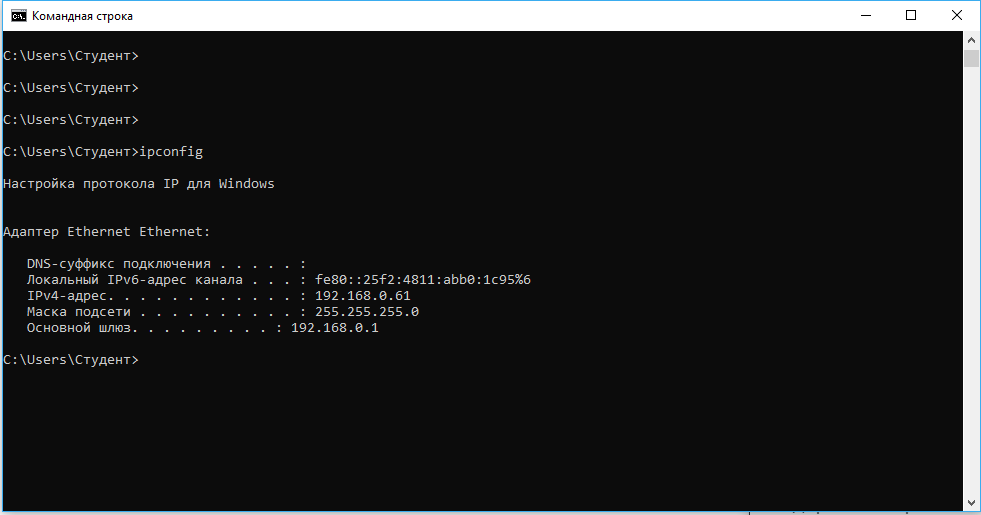 Командная строка
C:\Users\Студент>
C:\Users\Студент>
C:\Users\Студент>
C:\Users\Студент>ipconfig
Настройка протокола IP для Windows
Адаптер Ethernet Ethernet:
DNS-суффикс подключения . . . . . :
Локальный IPv6-адрес канала . . . : fe80::25f2:4811:abb0:1c95%6
IPv4-адрес. . . . . . . . . . . . : 192.168.0.61
Маска подсети . . . . . . . . . . : 255.255.255.0
Основной шлюз. . . . . . . . . : 192.168.0.1
C:\Users\Студент>